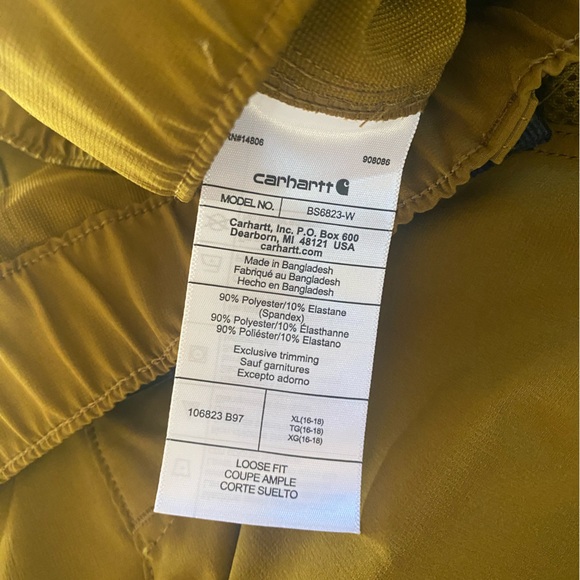 RN#14806
908086
carhartt
MODEL NO. BS6823-W
Carhartt, Inc. P.O. Box 600
Dearborn, MI 48121 USA
carhartt.com
Made in Bangladesh
Fabriqué au Bangladesh
Hecho en Bangladesh
90% Polyester/10% Elastane
(Spandex)
90% Polyester/10% Élasthanne
90% Poliéster/10% Elastano
Exclusive trimming
Sauf garnitures
Excepto adorno
106823 B97
XL(16-18)
TG(16-18)
XG(16-18)
LOOSE FIT
COUPE AMPLE
CORTE SUELTO